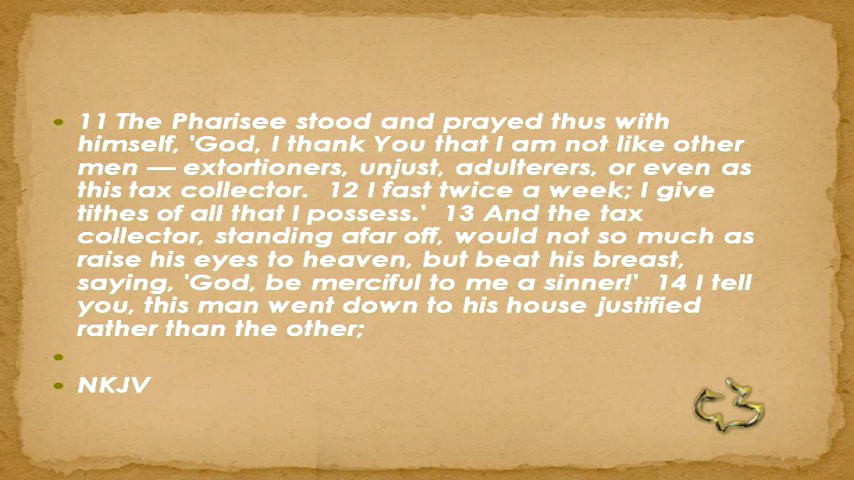 11 The Pharisee stood and prayed thus with
himself, 'God, I thank You that I am not like other
men — extortioners, unjust, adulterers, or even as
this tax collector. 12 I fast twice a week; I give
tithes of all that I possess.' 13 And the tax
collector, standing afar off, would not so much as
raise his eyes to heaven, but beat his breast,
saying, 'God, be merciful to me a sinner!' 14 I tell
you, this man went down to his house justified
rather than the other;
NKJV